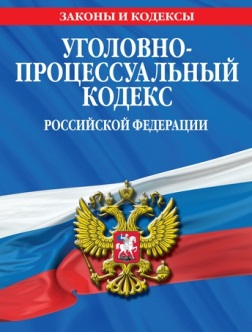 ЗАКОНЫ И КОДЕКСЫ
УГОЛОВНО-
ПРОЦЕССУАЛЬНЫЙ
КОДЕКС
РОССИЙСКОЙ ФЕДЕРАЦИИ